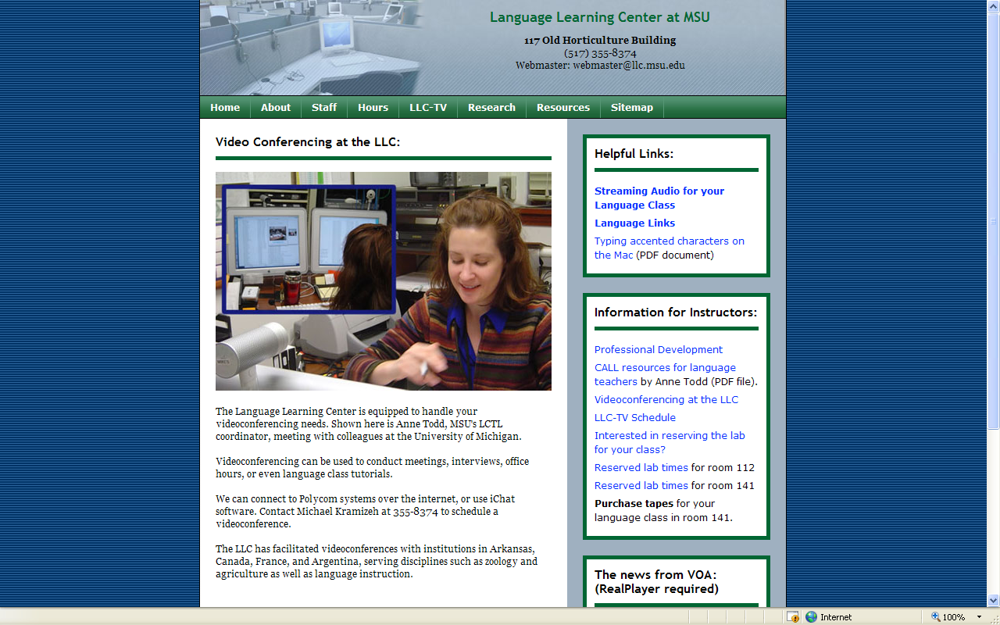 Language Learning Center at MSU
117 Old Horticulture Building
(517) 355-8374
Webmaster: webmaster@llc.msu.edu
Home About Staff Hours LLC-TV Research Resources Sitemap
Video Conferencing at the LLC:
The Language Learning Center is equipped to handle your
videoconferencing needs. Shown here is Anne Todd, MSU's LCTL
coordinator, meeting with colleagues at the University of Michigan.
Videoconferencing can be used to conduct meetings, interviews, office
hours, or even language class tutorials.
We can connect to Polycom systems over the internet, or use iChat
software. Contact Michael Kramizeh at 355-8374 to schedule a
videoconference.
The LLC has facilitated videoconferences with institutions in Arkansas,
Canada, France, and Argentina, serving disciplines such as zoology and
agriculture as well as language instruction.
Helpful Links:
Streaming Audio for your
Language Class
Language Links
Typing accented characters on
the Mac (PDF document)
Information for Instructors:
Professional Development
CALL resources for language
teachers by Anne Todd (PDF file).
Videoconferencing at the LLC
LLC-TV Schedule
Interested in reserving the lab
for your class?
Reserved lab times for room 112
Reserved lab times for room 141
Purchase tapes for your
language class in room 141.
The news from VOA:
(RealPlayer required)
Internet
100%